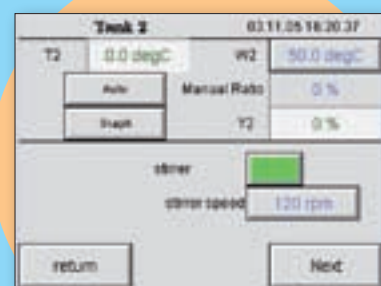 Tank 2 03.11.05 16:20:37
T2 0.0 degC W2 50.0 degC
Auto Manual Ratio 0 %
Graph Y2 0 %
stirrer
stirrer speed 120 rpm
return Next